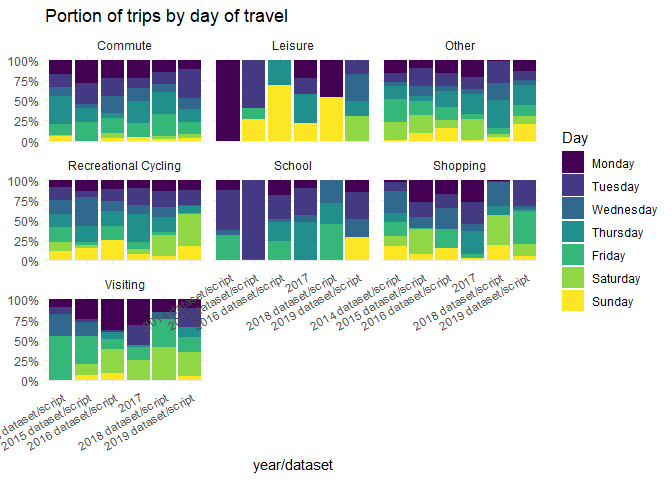 Portion of trips by day of travel
Commute Leisure Other
100%
75%
50%
25%
0%
Recreational Cycling School Shopping
100%
75%
50%
25%
0%
Visiting
100%
75%
50%
25%
0%
dataset/script
2015 dataset/script
2016 dataset/script
2017
2018 dataset/script
2019 dataset/script
2014 dataset/script
2015 dataset/script
2016 dataset/script
2017
2018 dataset/script
2019 dataset/script
2014 dataset/script
2015 dataset/script
2016 dataset/script
2017
2018 dataset/script
2019 dataset/script
year/dataset
Day
Monday
Tuesday
Wednesday
Thursday
Friday
Saturday
Sunday